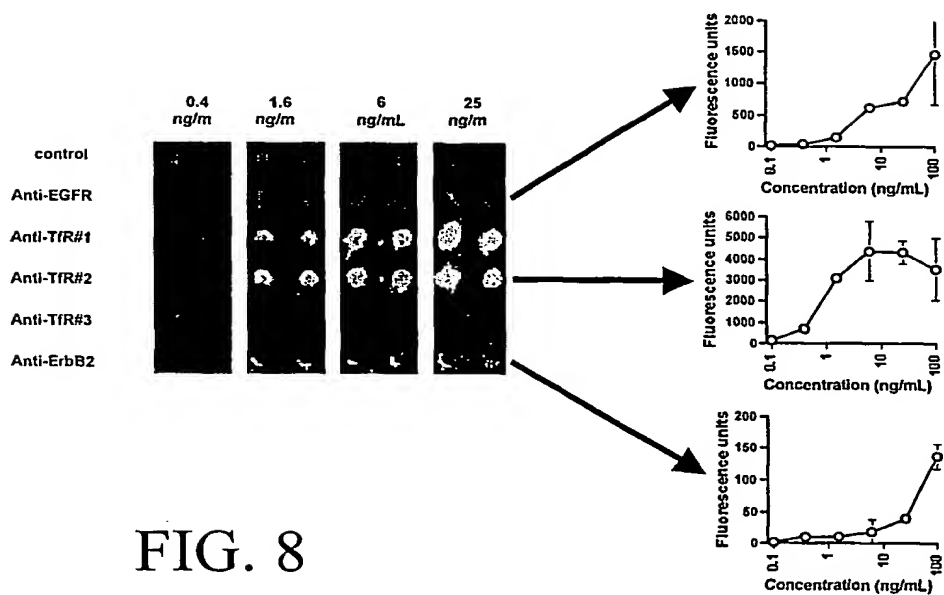 0.4 1.6 6 25
ng/m ng/m ng/mL ng/m
control
Anti-EGFR
Anti-TfR#1
Anti-TfR#2
Anti-TfR#3
Anti-ErbB2
Fluorescence units
2000
1500
1000
500
0
0.1 1 10 100
Concentration (ng/mL)
Fluorescence units
6000
5000
4000
3000
2000
1000
0
0.1 1 10 100
Concentration (ng/mL)
Fluorescence units
200
150
100
50
0
0.1 1 10 100
Concentration (ng/mL)
FIG. 8